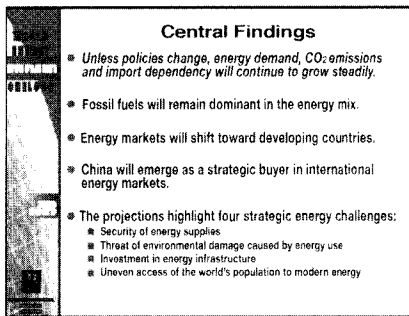 WORLD
ENERGY
OUTLOOK
Central Findings
Unless policies change, energy demand, CO₂ emissions
and import dependency will continue to grow steadily.
Fossil fuels will remain dominant in the energy mix.
Energy markets will shift toward developing countries.
China will emerge as a strategic buyer in international
energy markets.
The projections highlight four strategic energy challenges:
Security of energy supplies
Threat of environmental damage caused by energy use
Investment in energy infrastructure
Uneven access of the world's population to modern energy